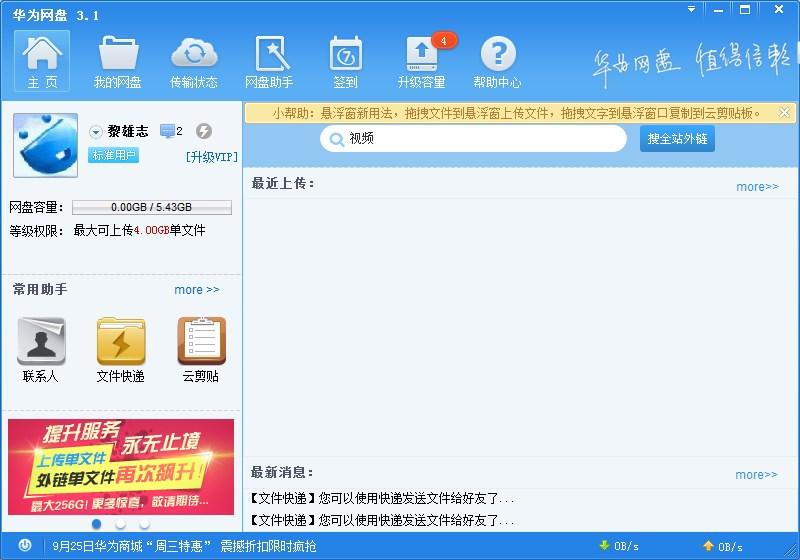 华为网盘 3.1
主 页
我的网盘
传输状态
网盘助手
签到
7
升级容量
4
帮助中心
华为网盘 值得信赖
黎雄志
2
标准用户
[升级VIP]
网盘容量:
0.00GB / 5.43GB
等级权限: 最大可上传4.00GB单文件
常用助手
more >>
联系人
文件快递
云剪贴
提升服务
永无止境
上传单文件
外链单文件再次飙升!
最大256G! 更多惊喜, 敬请期待...
小帮助: 悬浮窗新用法, 拖拽文件到悬浮窗上传文件, 拖拽文字到悬浮窗口复制到云剪贴板。
视频
搜全站外链
最近上传:
more>>
最新消息:
more>>
【文件快递】您可以使用快递发送文件给好友了...
【文件快递】您可以使用快递发送文件给好友了...
9月25日华为商城“周三特惠” 震撼折扣限时疯抢
0B/s
0B/s